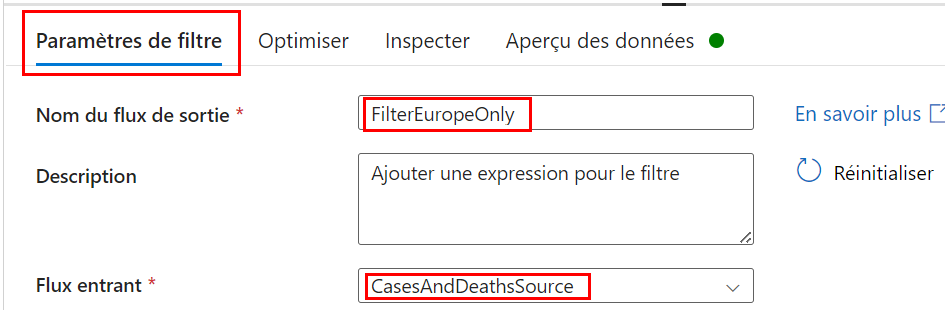 Paramètres de filtre Optimiser Inspecter Aperçu des données
Nom du flux de sortie * FilterEuropeOnly En savoir plus
Description Ajouter une expression pour le filtre Réinitialiser
Flux entrant * CasesAndDeathsSource